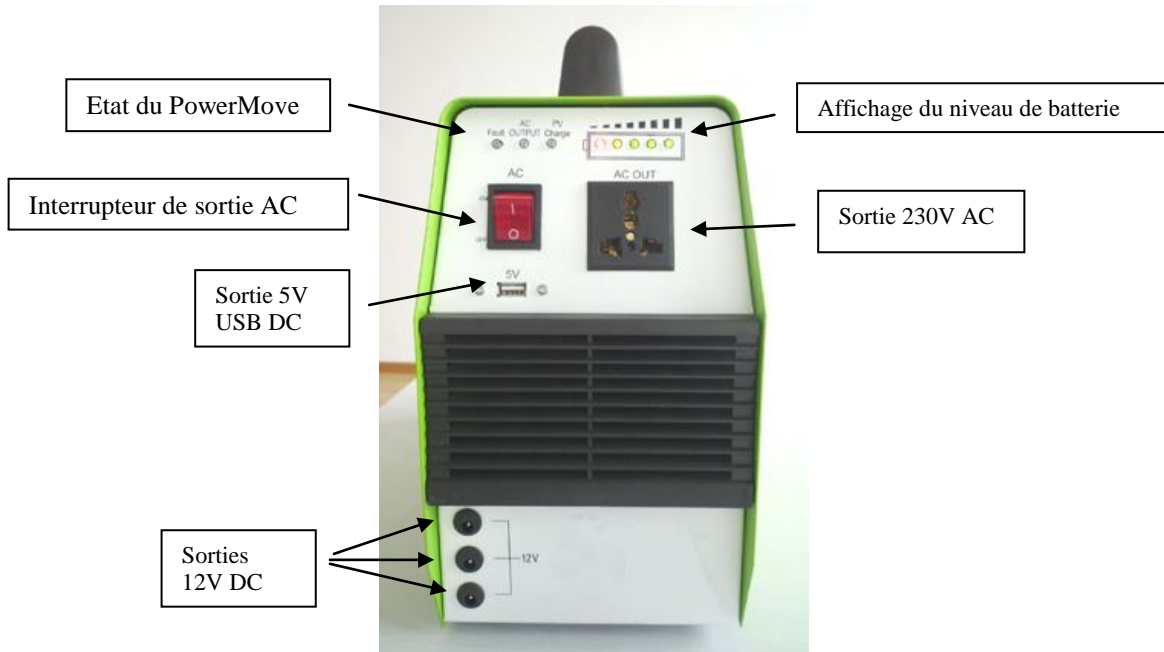 Etat du PowerMove
Affichage du niveau de batterie
Fault
AC
OUTPUT
PV
Charge
AC
AC OUT
Interrupteur de sortie AC
I
O
OFF
Sortie 230V AC
5V
Sortie 5V
USB DC
Sorties
12V DC
12V